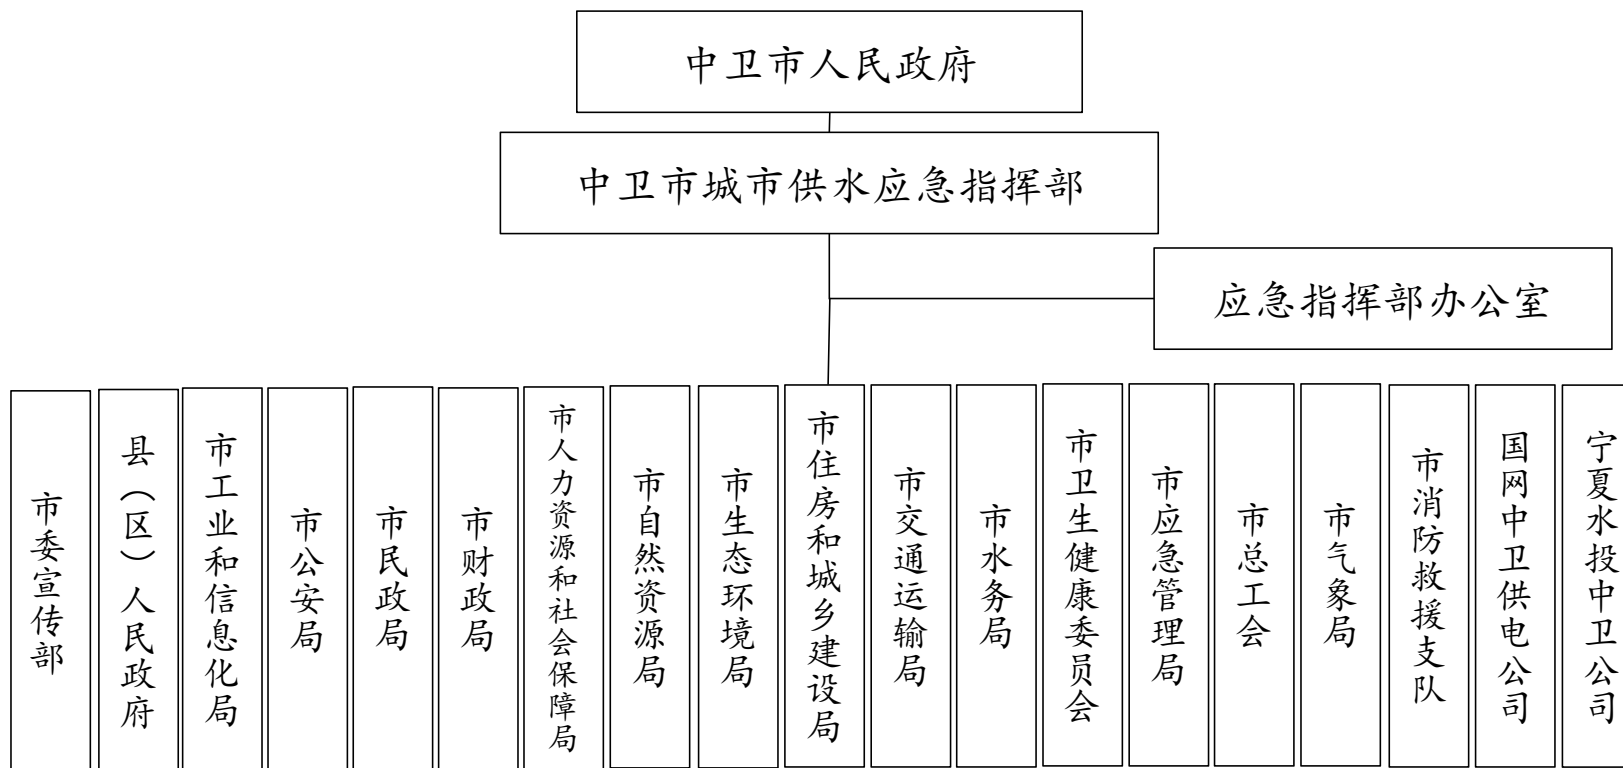 中卫市人民政府
中卫市城市供水应急指挥部
应急指挥部办公室
市委宣传部
县（区）人民政府
市工业和信息化局
市公安局
市民政局
市财政局
市人力资源和社会保障局
市自然资源局
市生态环境局
市住房和城乡建设局
市交通运输局
市水务局
市卫生健康委员会
市应急管理局
市总工会
市气象局
市消防救援支队
国网中卫供电公司
宁夏水投中卫公司